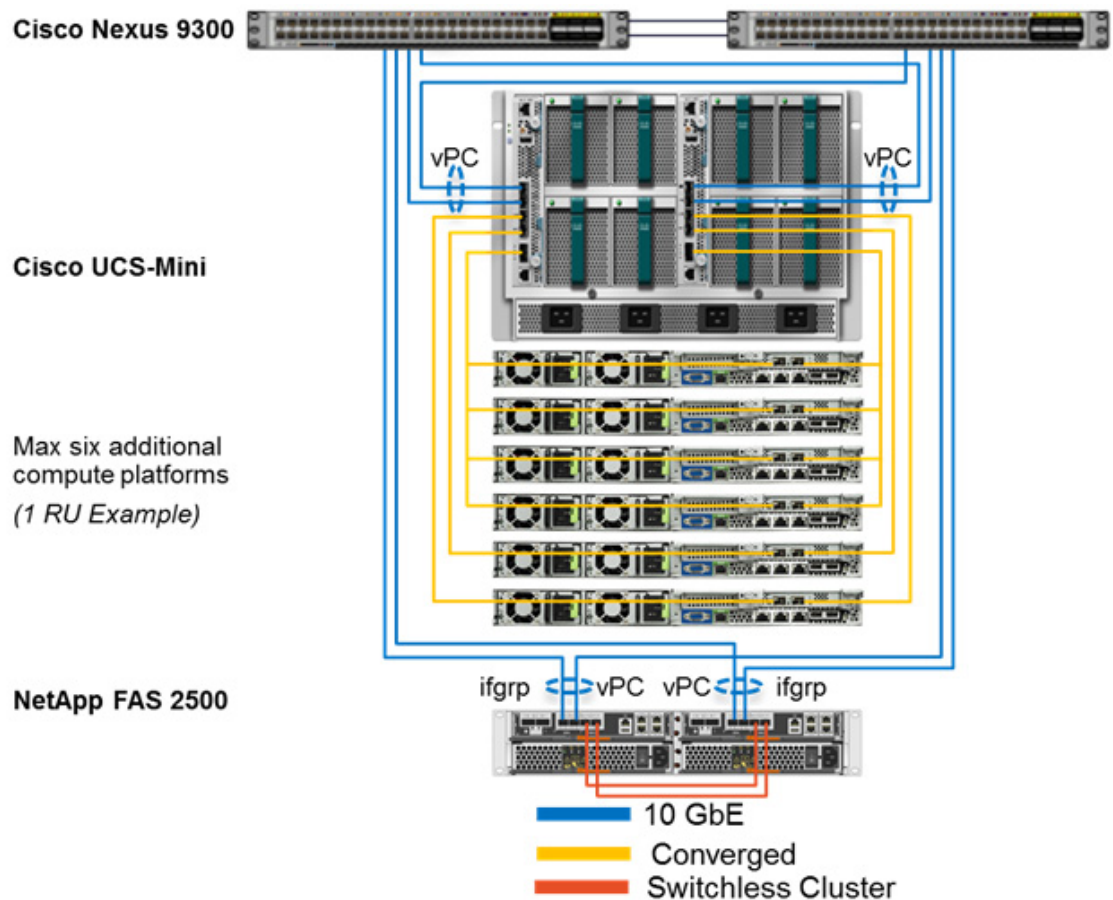 Cisco Nexus 9300
vPC
vPC
Cisco UCS-Mini
Max six additional
compute platforms
(1 RU Example)
ifgrp
vPC
vPC
ifgrp
NetApp FAS 2500
10 GbE
Converged
Switchless Cluster